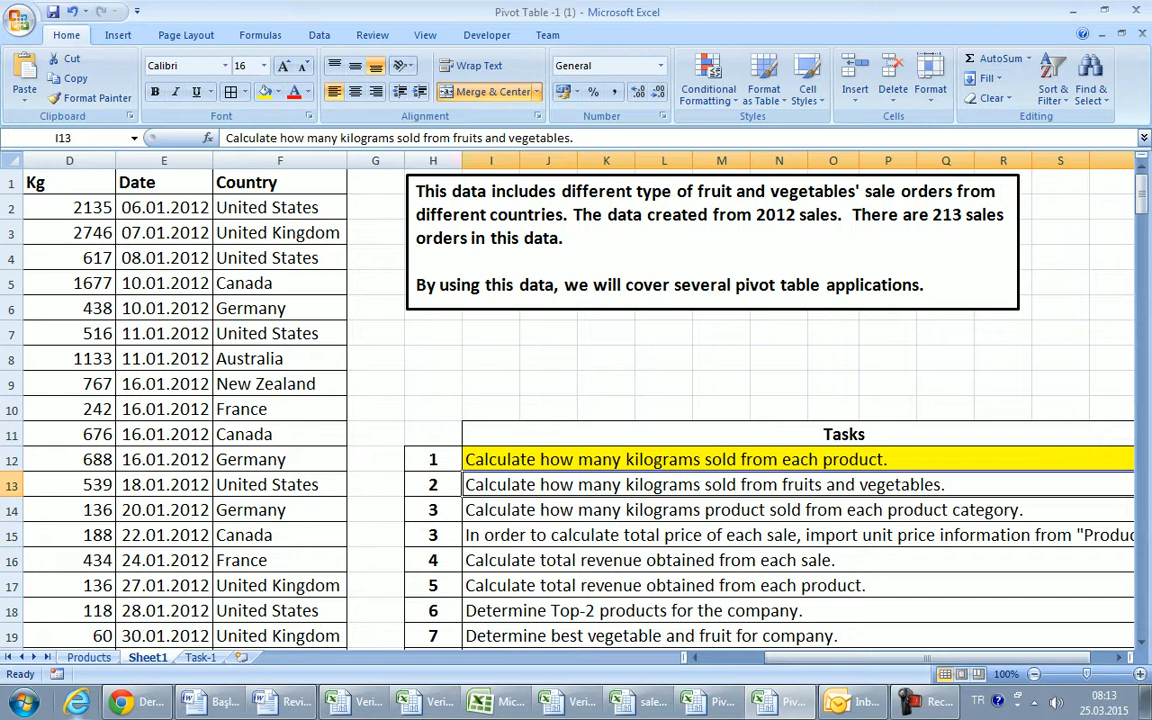 Pivot Table -1 (1) - Microsoft Excel
Home Insert Page Layout Formulas Data Review View Developer Team
Paste
Cut
Copy
Format Painter
Clipboard
Calibri 16
B I U
Font
Wrap Text
Merge & Center
Alignment
General
Number
Conditional Formatting
Format as Table
Cell Styles
Styles
Insert Delete Format
Cells
AutoSum
Fill
Clear
Sort & Filter
Find & Select
Editing
I13 fx Calculate how many kilograms sold from fruits and vegetables.
D E F G H I J K L M N O P Q R S
1 Kg Date Country
2 2135 06.01.2012 United States
3 2746 07.01.2012 United Kingdom
4 617 08.01.2012 United States
5 1677 10.01.2012 Canada
6 438 10.01.2012 Germany
7 516 11.01.2012 United States
8 1133 11.01.2012 Australia
9 767 16.01.2012 New Zealand
10 242 16.01.2012 France
11 676 16.01.2012 Canada
12 688 16.01.2012 Germany
13 539 18.01.2012 United States
14 136 20.01.2012 Germany
15 188 22.01.2012 Canada
16 434 24.01.2012 France
17 136 27.01.2012 United Kingdom
18 118 28.01.2012 United States
19 60 30.01.2012 United Kingdom
This data includes different type of fruit and vegetables' sale orders from
different countries. The data created from 2012 sales. There are 213 sales
orders in this data.
By using this data, we will cover several pivot table applications.
Tasks
1 Calculate how many kilograms sold from each product.
2 Calculate how many kilograms sold from fruits and vegetables.
3 Calculate how many kilograms product sold from each product category.
3 In order to calculate total price of each sale, import unit price information from "Produc
4 Calculate total revenue obtained from each sale.
5 Calculate total revenue obtained from each product.
6 Determine Top-2 products for the company.
7 Determine best vegetable and fruit for company.
Products Sheet1 Task-1
Ready 100%
Der... Başl... Revi... Veri... Veri... Mic... Veri... sale... Piv... Piv... Inb... Rec... TR 08:13
25.03.2015